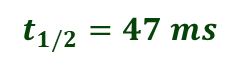 t1/2 = 47 ms